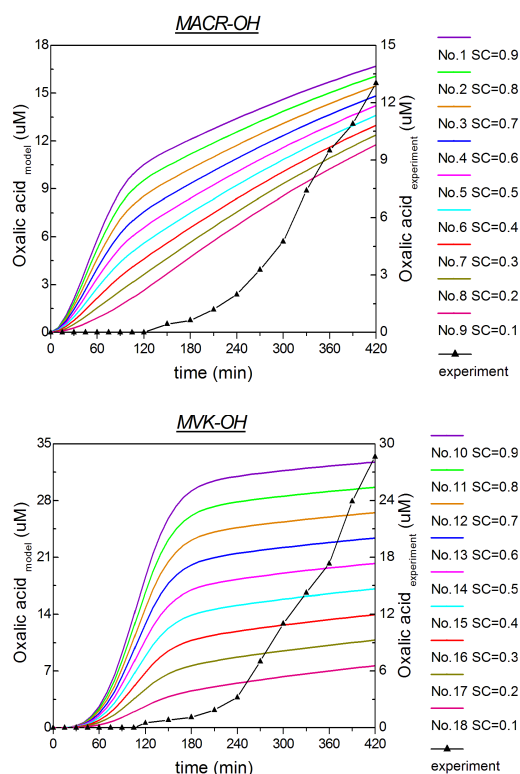 MACR-OH
18
15
12
9
6
3
0
Oxalic acid model (uM)
0 60 120 180 240 300 360 420
time (min)
15
12
9
6
3
0
Oxalic acid experiment (uM)
No.1 SC=0.9
No.2 SC=0.8
No.3 SC=0.7
No.4 SC=0.6
No.5 SC=0.5
No.6 SC=0.4
No.7 SC=0.3
No.8 SC=0.2
No.9 SC=0.1
experiment
MVK-OH
35
28
21
14
7
0
Oxalic acid model (uM)
0 60 120 180 240 300 360 420
time (min)
30
24
18
12
6
0
Oxalic acid experiment (uM)
No.10 SC=0.9
No.11 SC=0.8
No.12 SC=0.7
No.13 SC=0.6
No.14 SC=0.5
No.15 SC=0.4
No.16 SC=0.3
No.17 SC=0.2
No.18 SC=0.1
experiment